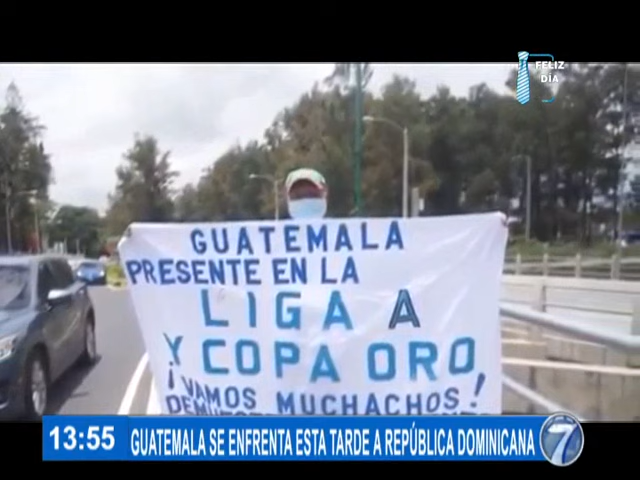 FELIZ
DÍA
GUATEMALA
PRESENTE EN LA
LIGA A
Y COPA ORO
¡VAMOS MUCHACHOS!
13:55 GUATEMALA SE ENFRENTA ESTA TARDE A REPÚBLICA DOMINICANA 7